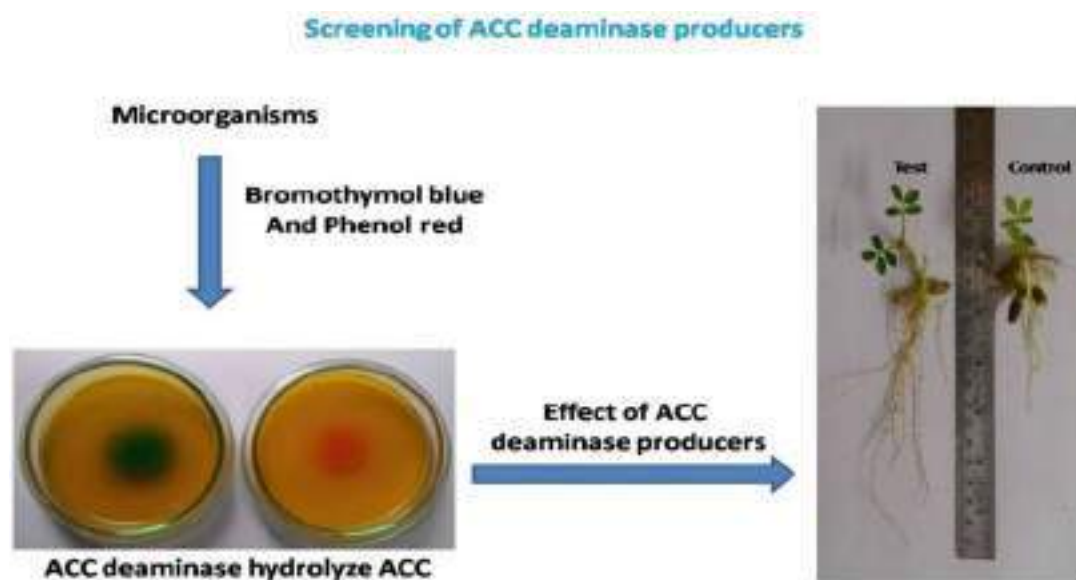 Screening of ACC deaminase producers
Microorganisms
Bromothymol blue
And Phenol red
ACC deaminase hydrolyze ACC
Effect of ACC
deaminase producers
Test
Control